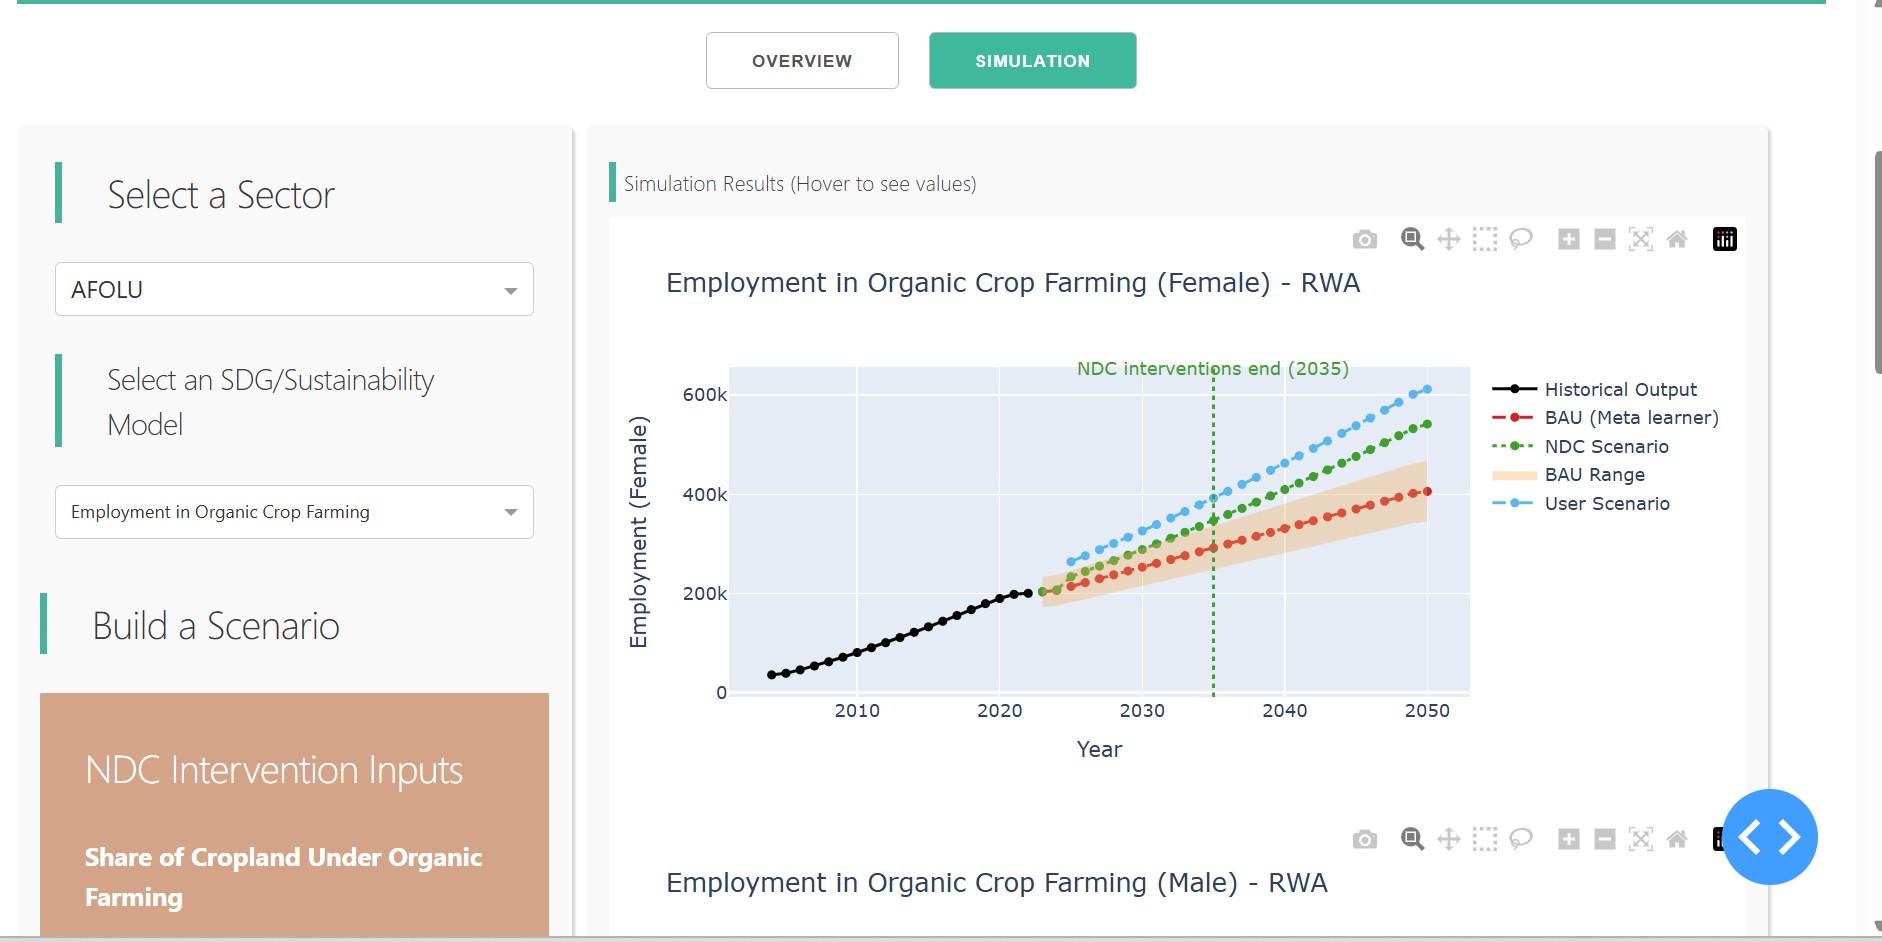 OVERVIEW
SIMULATION
Select a Sector
AFOLU
Select an SDG/Sustainability
Model
Employment in Organic Crop Farming
Build a Scenario
NDC Intervention Inputs
Share of Cropland Under Organic
Farming
Simulation Results (Hover to see values)
Employment in Organic Crop Farming (Female) - RWA
NDC interventions end (2035)
600k
400k
200k
0
Employment (Female)
2010
2020
2030
2040
2050
Year
Historical Output
BAU (Meta learner)
NDC Scenario
BAU Range
User Scenario
Employment in Organic Crop Farming (Male) - RWA